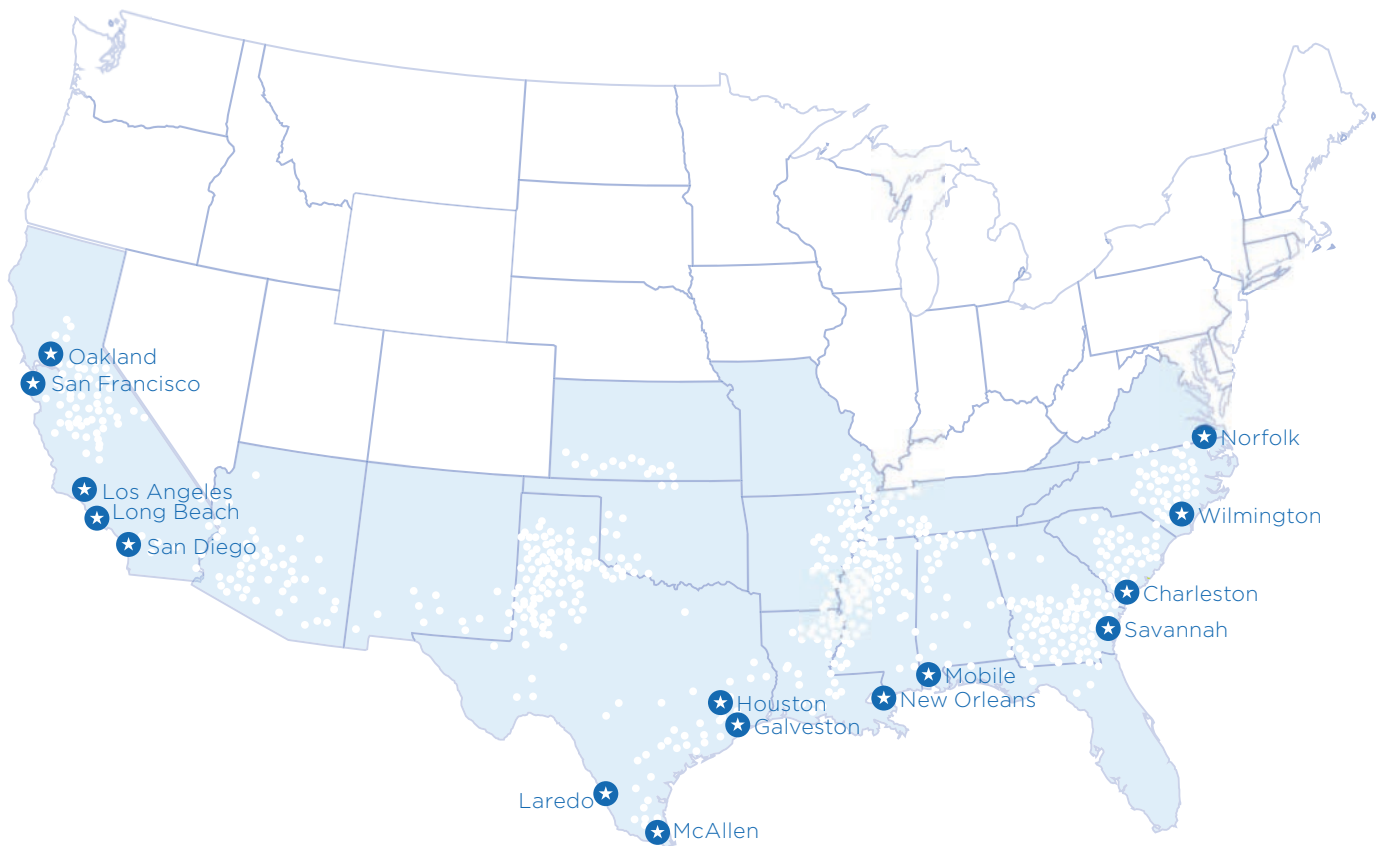 Oakland
San Francisco
Norfolk
Los Angeles
Long Beach
Wilmington
San Diego
Charleston
Savannah
Mobile
New Orleans
Houston
Galveston
Laredo
McAllen